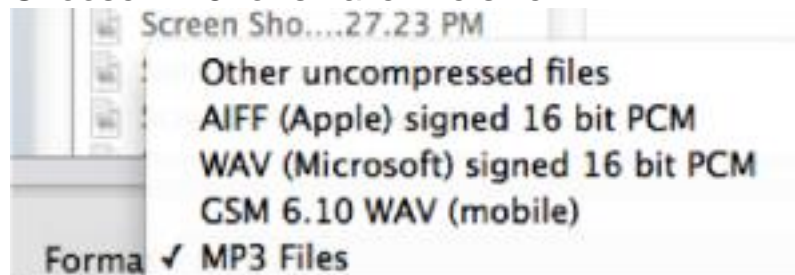 Screen Sho....27.23 PM
Other uncompressed files
AIFF (Apple) signed 16 bit PCM
WAV (Microsoft) signed 16 bit PCM
GSM 6.10 WAV (mobile)
Forma ✓ MP3 Files